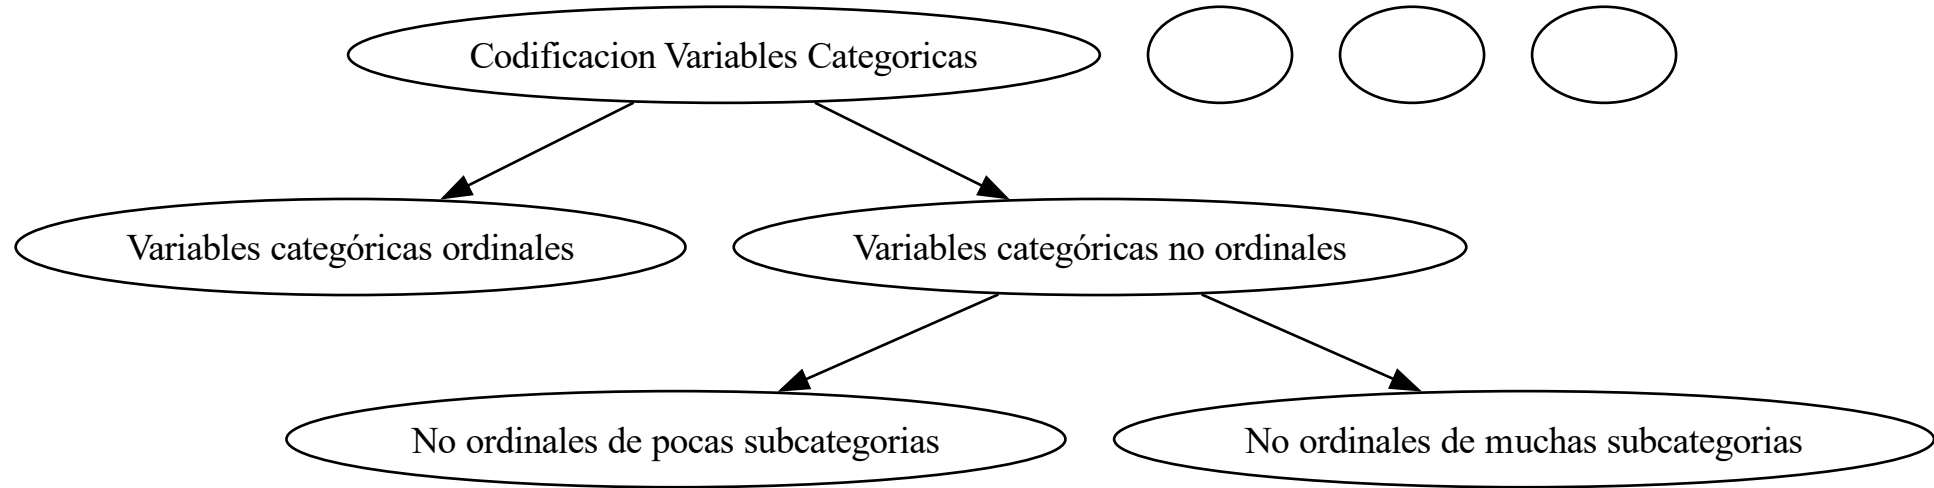 Codificacion Variables Categoricas
Variables categóricas ordinales
Variables categóricas no ordinales
No ordinales de pocas subcategorias
No ordinales de muchas subcategorias